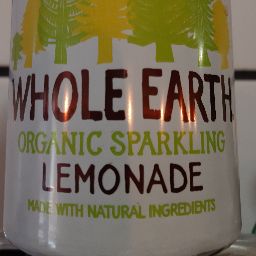 WHOLE EARTH
ORGANIC SPARKLING
LEMONADE
MADE WITH NATURAL INGREDIENTS